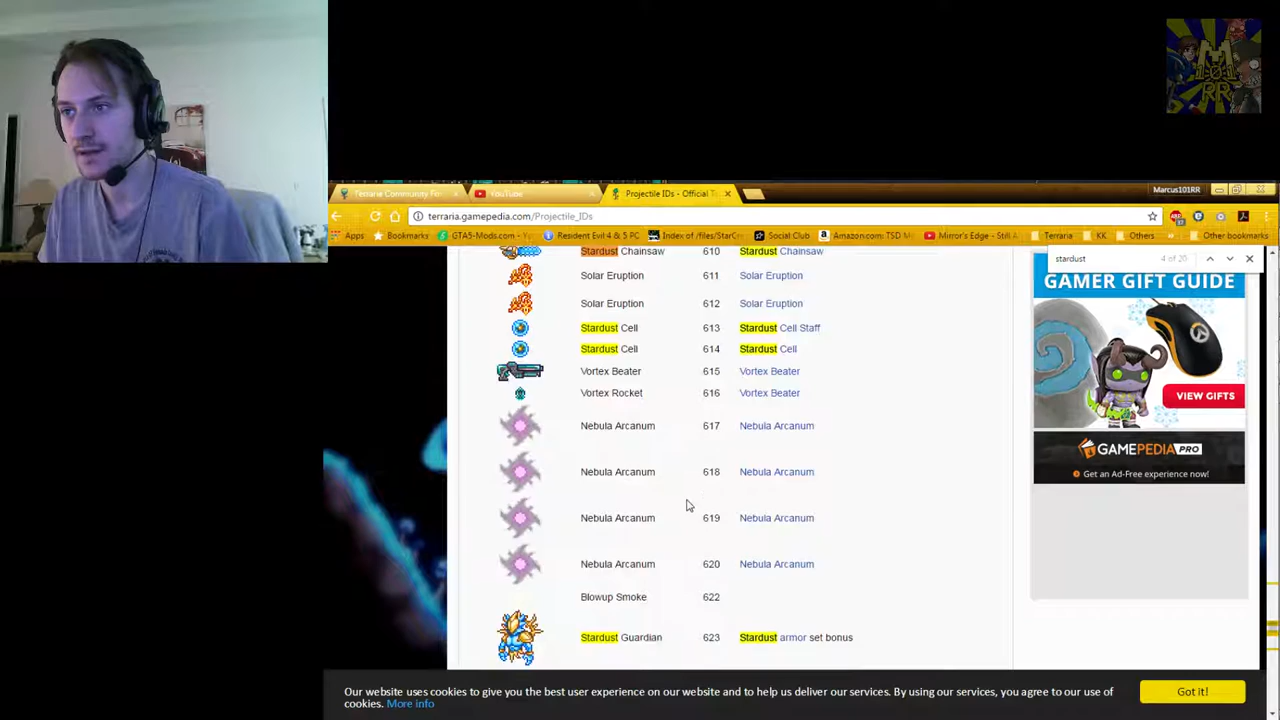 M
101
RR
Terraria Community For
YouTube
Projectile IDs - Official T
Marcus101RR
terraria.gamepedia.com/Projectile_IDs
Apps Bookmarks GTA5-Mods.com - Resident Evil 4 & 5 PC Index of /files/StarCr Social Club Amazon.com: TSD M Mirror's Edge - Still A Terraria KK Others Other bookmarks
stardust 4 of 20
Stardust Chainsaw 610 Stardust Chainsaw
Solar Eruption 611 Solar Eruption
Solar Eruption 612 Solar Eruption
Stardust Cell 613 Stardust Cell Staff
Stardust Cell 614 Stardust Cell
Vortex Beater 615 Vortex Beater
Vortex Rocket 616 Vortex Beater
Nebula Arcanum 617 Nebula Arcanum
Nebula Arcanum 618 Nebula Arcanum
Nebula Arcanum 619 Nebula Arcanum
Nebula Arcanum 620 Nebula Arcanum
Blowup Smoke 622
Stardust Guardian 623 Stardust armor set bonus
GAMER GIFT GUIDE
VIEW GIFTS
GAMEPEDIA PRO
Get an Ad-Free experience now!
Our website uses cookies to give you the best user experience on our website and to help us deliver our services. By using our services, you agree to our use of
cookies. More info
Got it!